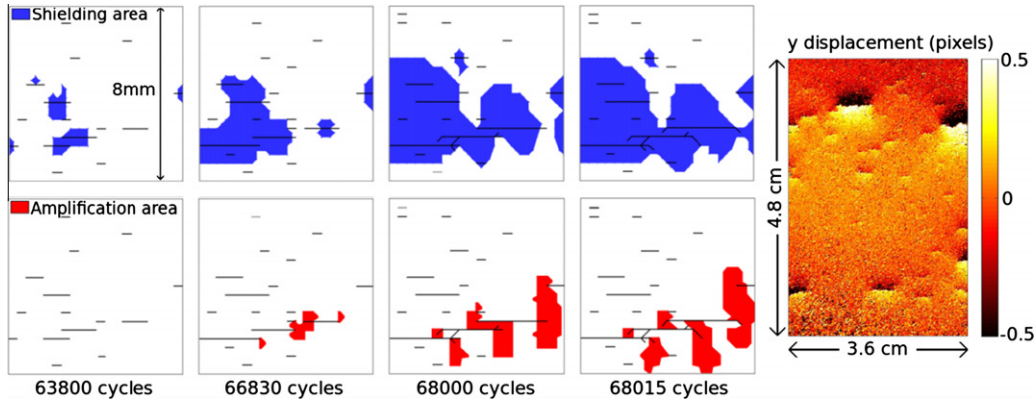 Shielding area
8mm
Amplification area
63800 cycles
66830 cycles
68000 cycles
68015 cycles
y displacement (pixels)
4.8 cm
3.6 cm
0.5
0
-0.5